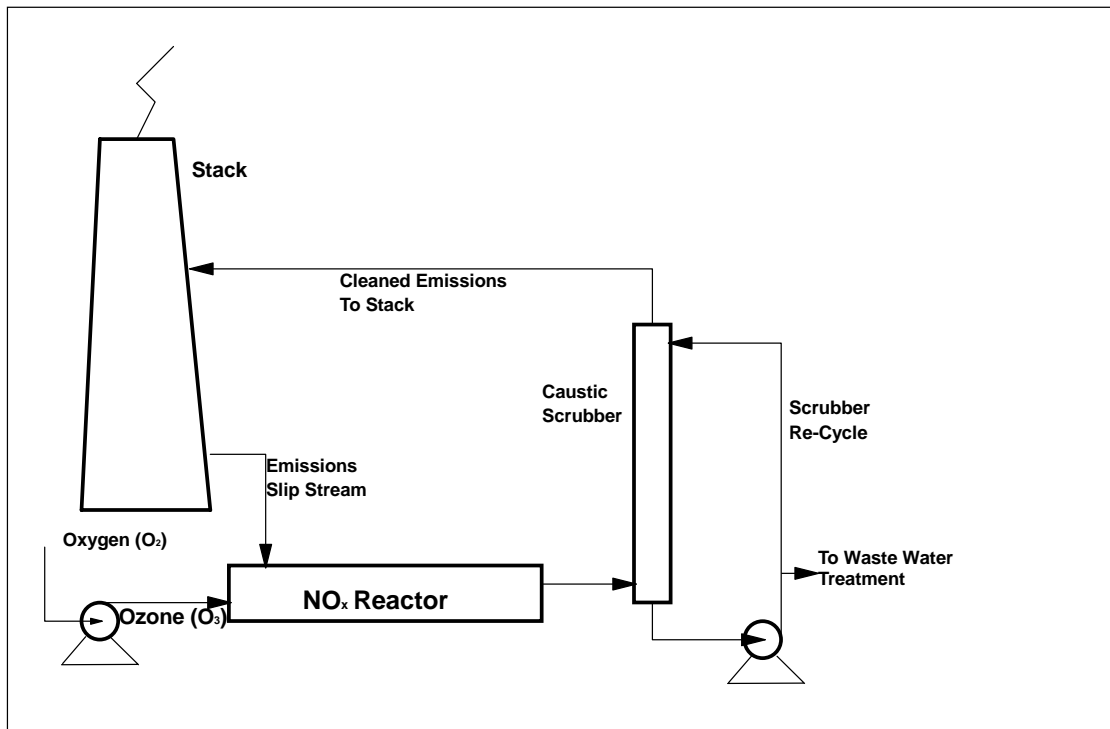 Stack
Cleaned Emissions
To Stack
Caustic
Scrubber
Scrubber
Re-Cycle
Emissions
Slip Stream
Oxygen (O₂)
To Waste Water
Treatment
NOₓ Reactor
Ozone (O₃)